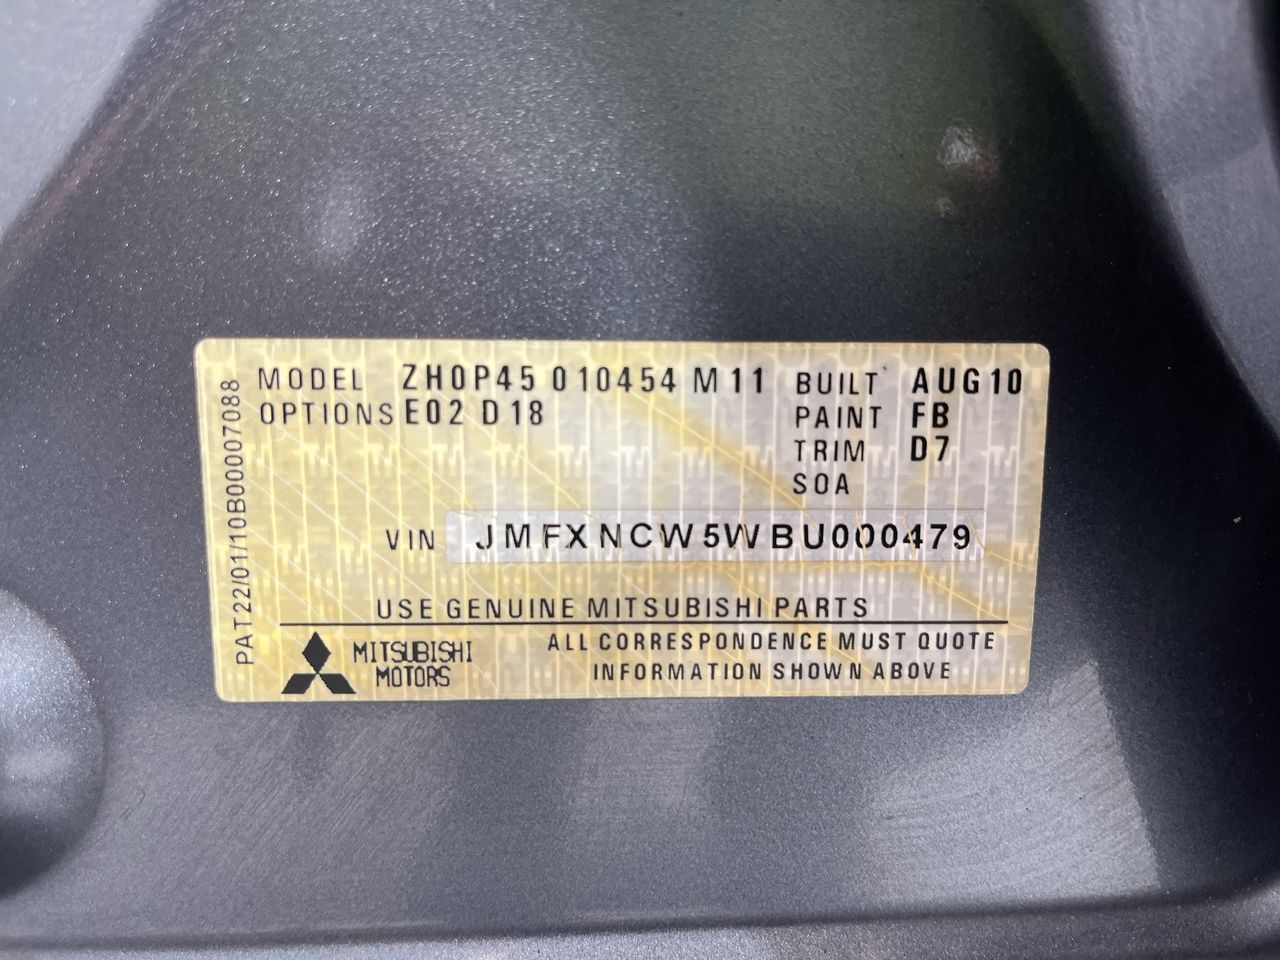 MODEL ZH0P45 010454 M11 BUILT AUG10
OPTIONS E02 D18 PAINT FB
TRIM D7
SOA
VIN JMFXNCW5WBU000479
USE GENUINE MITSUBISHI PARTS
MITSUBISHI MOTORS
ALL CORRESPONDENCE MUST QUOTE
INFORMATION SHOWN ABOVE
PAT22/01/10B00007088